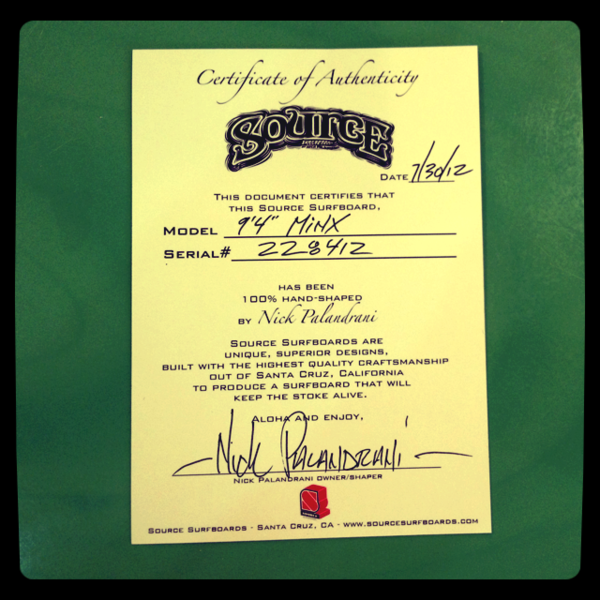 Certificate of Authenticity
SOURCE
DATE 7/30/12
THIS DOCUMENT CERTIFIES THAT
THIS SOURCE SURFBOARD,
MODEL 9'4" MiNX
SERIAL# 228412
HAS BEEN
100% HAND-SHAPED
BY Nick Palandrani
SOURCE SURFBOARDS ARE
UNIQUE, SUPERIOR DESIGNS,
BUILT WITH THE HIGHEST QUALITY CRAFTSMANSHIP
OUT OF SANTA CRUZ, CALIFORNIA
TO PRODUCE A SURFBOARD THAT WILL
KEEP THE STOKE ALIVE.
ALOHA AND ENJOY,
- Nick PALANDRANi -
NICK PALANDRANI OWNER/SHAPER
SOURCE SURFBOARDS - SANTA CRUZ, CA - WWW.SOURCESURFBOARDS.COM